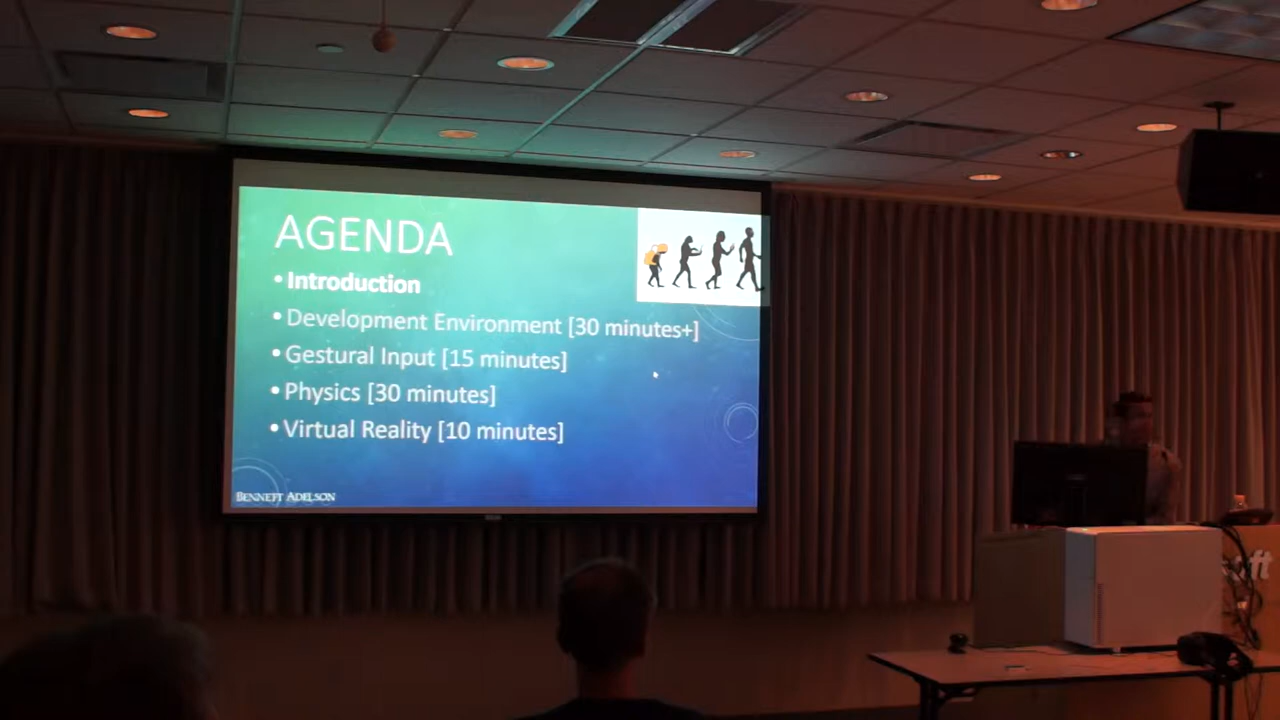 AGENDA
• Introduction
• Development Environment [30 minutes+]
• Gestural Input [15 minutes]
• Physics [30 minutes]
• Virtual Reality [10 minutes]
BENNETT ADELSON
ft